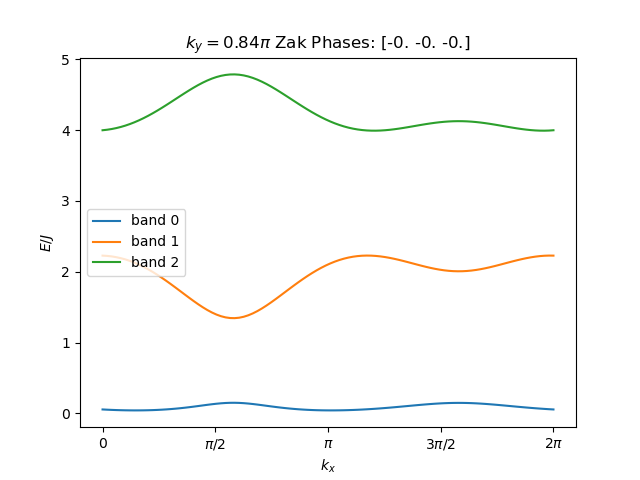 k_y = 0.84π Zak Phases: [-0. -0. -0.]
5
4
3
2
1
0
E/J
band 0
band 1
band 2
0
π/2
π
3π/2
2π
k_x